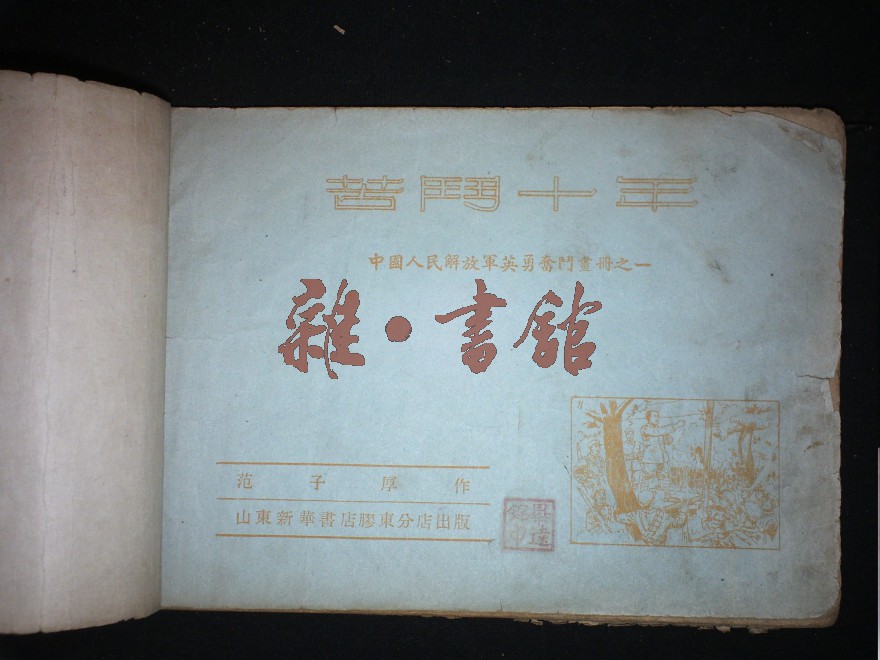 苦鬥十年
中國人民解放軍英勇奮鬥畫冊之一
雜·書館
范子厚作
山東新華書店膠東分店出版